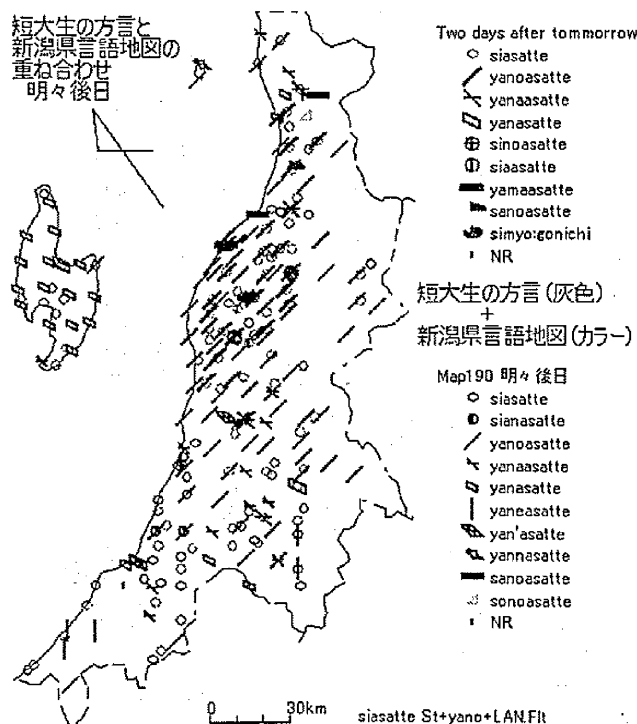 短大生の方言と
新潟県言語地図の
重ね合わせ
明々後日
Two days after tommorrow
siasatte
yanoasatte
yanaasatte
yanasatte
sinoasatte
siaasatte
yamaasatte
sanoasatte
simyo:gonichi
NR
短大生の方言(灰色)
+
新潟県言語地図(カラー)
Map190 明々後日
siasatte
sianasatte
yanoasatte
yanaasatte
yanasatte
yaneasatte
yan'asatte
yannasatte
sanoasatte
sonoasatte
NR
0 30km
siasatte St+yano+LAN.Flt